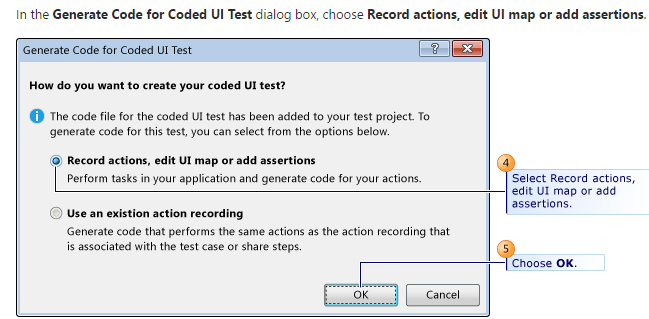 In the Generate Code for Coded UI Test dialog box, choose Record actions, edit UI map or add assertions.
Generate Code for Coded UI Test
?
How do you want to create your coded UI test?
The code file for the coded UI test has been added to your test project. To
generate code for this test, you can select from the options below.
Record actions, edit UI map or add assertions
Perform tasks in your application and generate code for your actions.
4
Select Record actions,
edit UI map or add
assertions.
Use an existion action recording
Generate code that performs the same actions as the action recording that
is associated with the test case or share steps.
5
Choose OK.
OK
Cancel